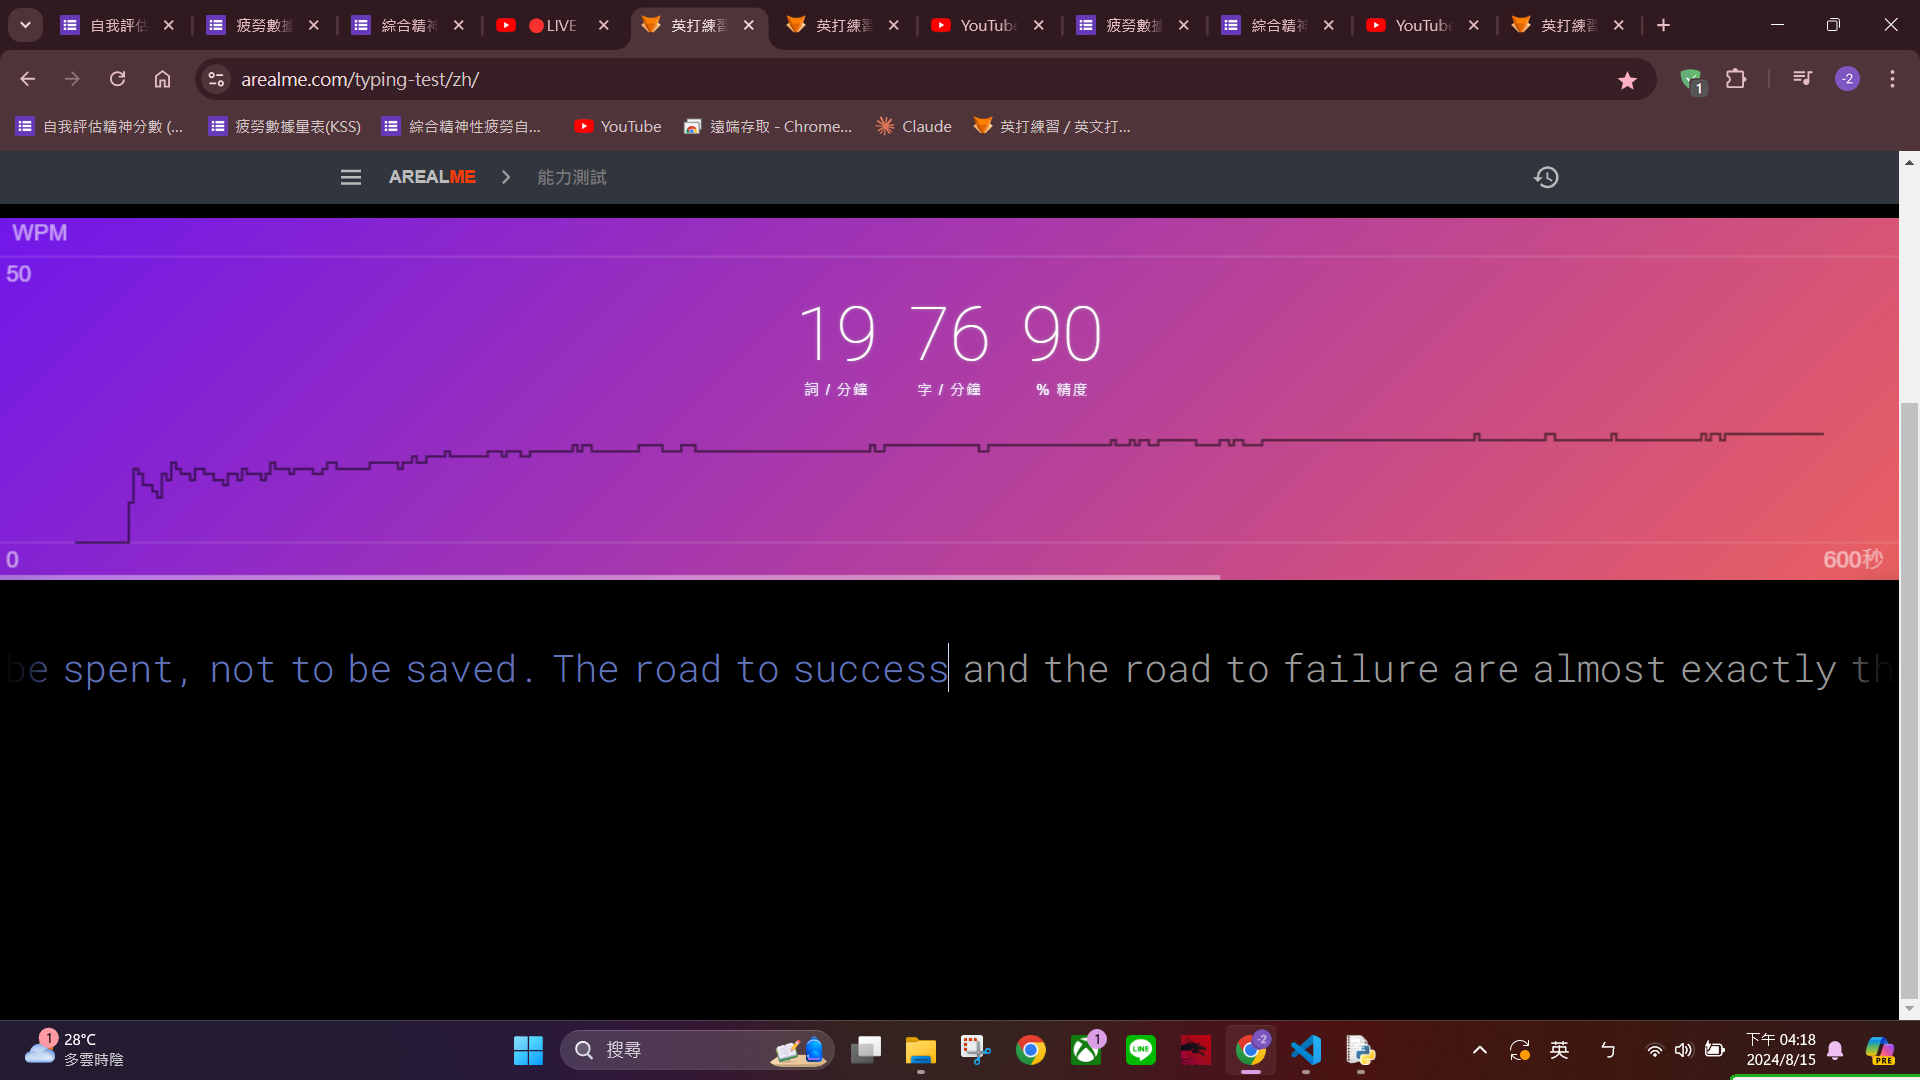 自我評估
疲勞數據
綜合精神
LIVE
英打練習
英打練習
YouTube
疲勞數據
綜合精神
YouTube
英打練習
arealme.com/typing-test/zh/
1
-2
自我評估精神分數 (...
疲勞數據量表(KSS)
綜合精神性疲勞自...
YouTube
遠端存取 - Chrome...
Claude
英打練習 / 英文打...
AREALME
能力測試
WPM
50
19 76 90
詞 / 分鐘 字 / 分鐘 % 精度
0
600秒
be spent, not to be saved. The road to success and the road to failure are almost exactly th
1
28°C
多雲時陰
搜尋
1
LINE
-2
英
ㄅ
下午 04:18
2024/8/15
PRE